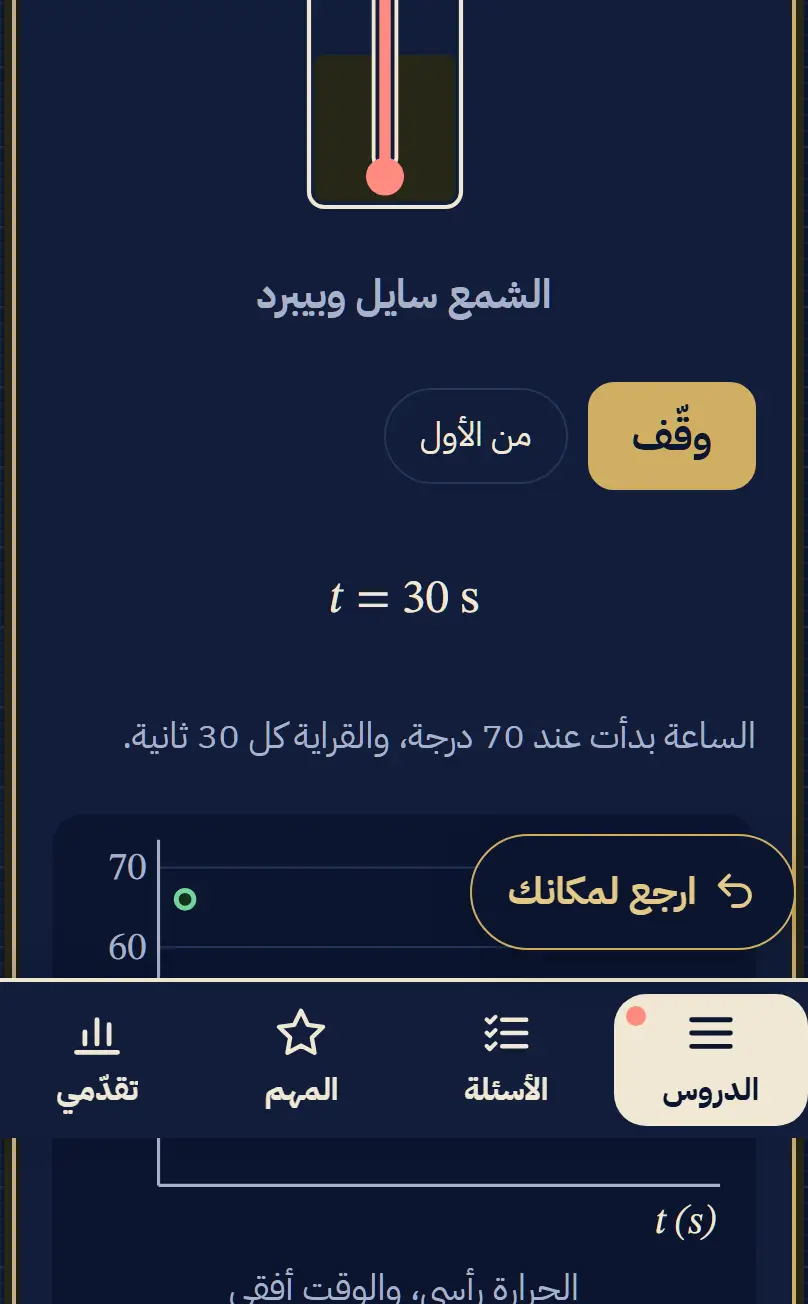 الشمع سايل وبيبرد
وقّف
من الأول
t = 30 s
الساعة بدأت عند 70 درجة، والقراية كل 30 ثانية.
70
ارجع لمكانك
60
الدروس
الأسئلة
المهم
تقدّمي
t (s)
الحرارة رأسي، والوقت أفقي